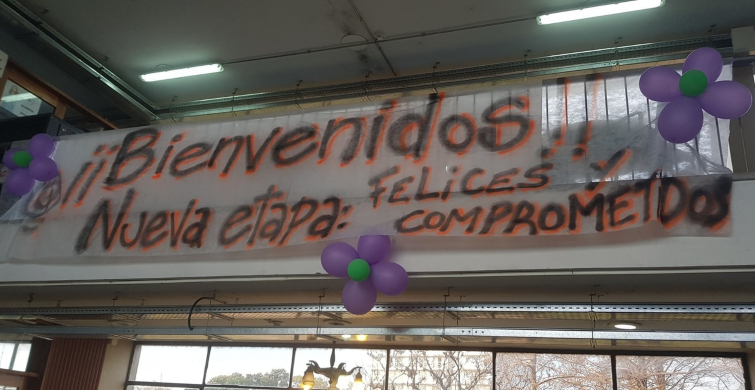 ¡¡Bienvenidos!!
Nueva etapa: FELICES Y
COMPROMETIDOS